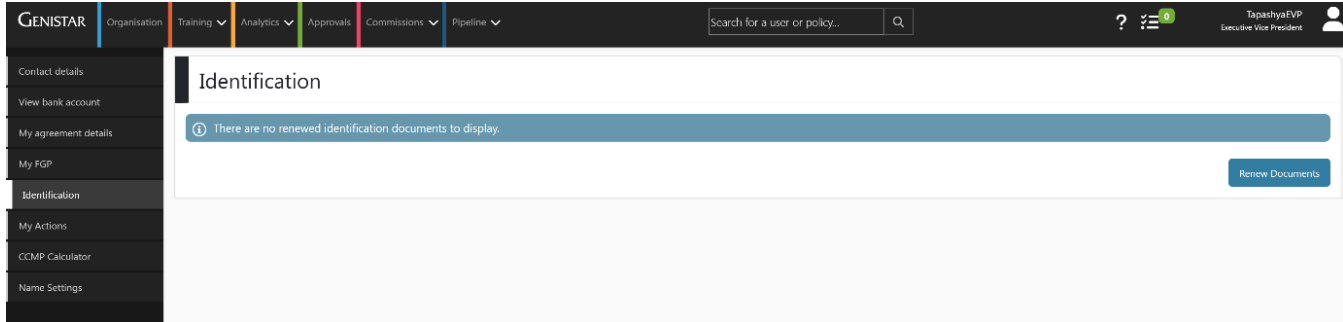 GENISTAR Organisation Training Analytics Approvals Commissions Pipeline Search for a user or policy... ? 0 TapashyaEVP
Executive Vice President
Contact details
View bank account
My agreement details
My FGP
Identification
My Actions
CCMP Calculator
Name Settings
Identification
There are no renewed identification documents to display.
Renew Documents